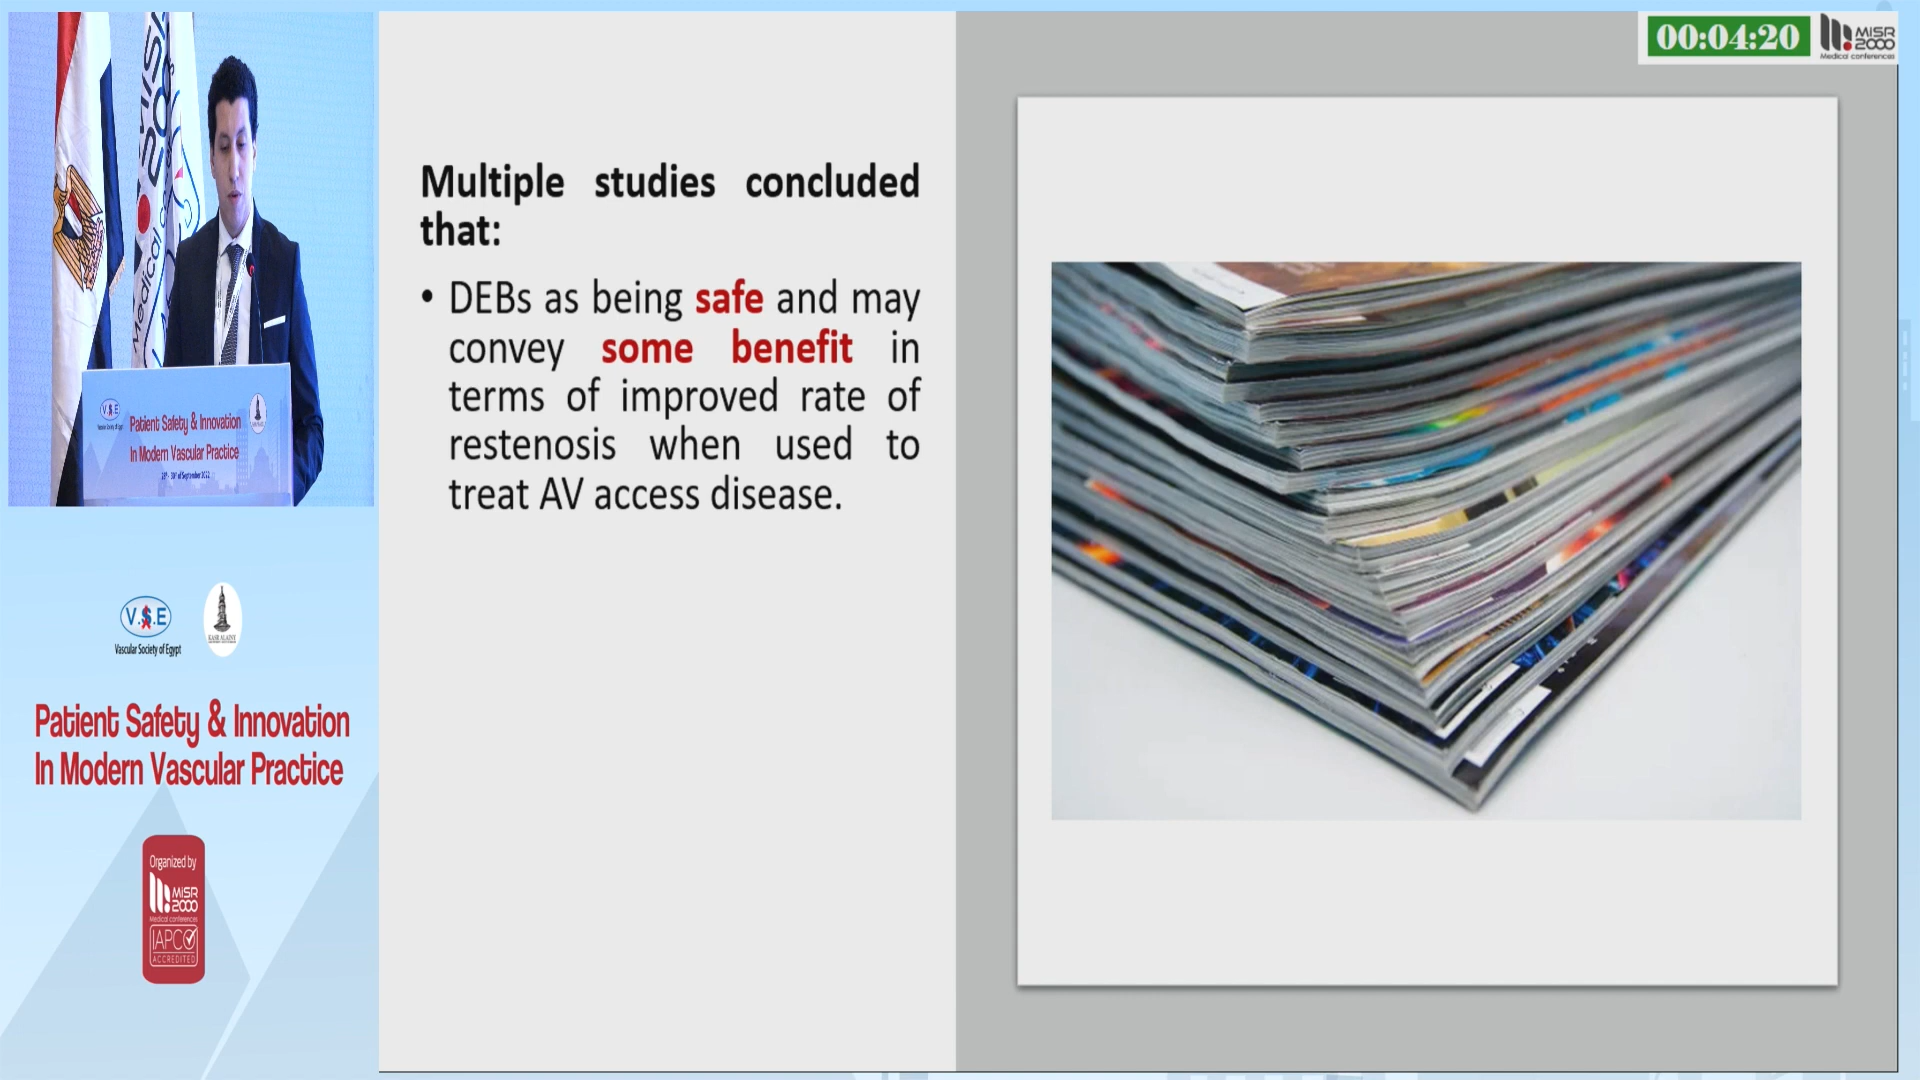 00:04:20
MISR
2000
Medical conferences
Multiple studies concluded
that:
• DEBs as being safe and may
convey some benefit in
terms of improved rate of
restenosis when used to
treat AV access disease.
V.S.E
Patient Safety & Innovation
In Modern Vascular Practice
V.S.E
Vascular Society of Egypt
KASR ALAINY
Patient Safety & Innovation
In Modern Vascular Practice
Organized by
MISR
2000
Medical conferences
IAPCO
ACCREDITED